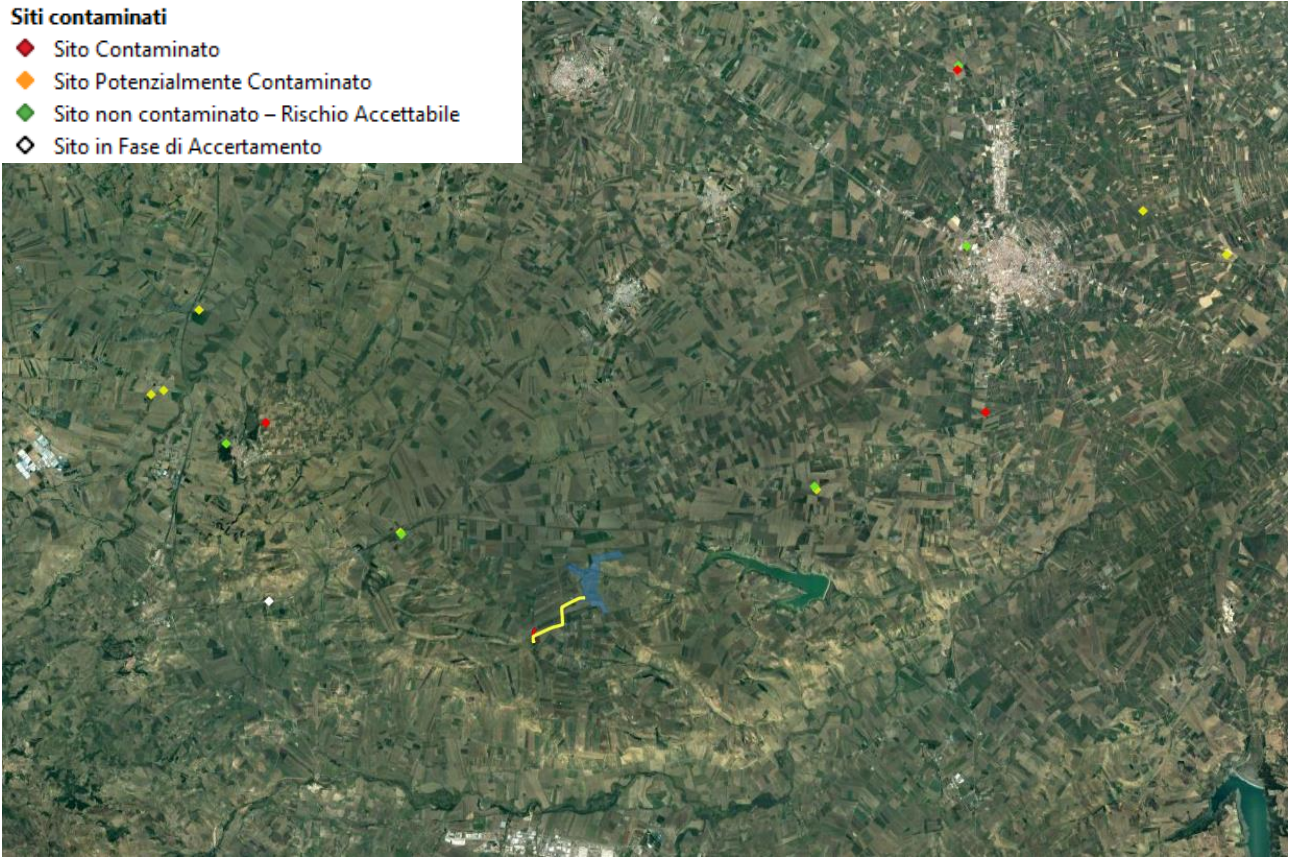 Siti contaminati
Sito Contaminato
Sito Potenzialmente Contaminato
Sito non contaminato – Rischio Accettabile
Sito in Fase di Accertamento